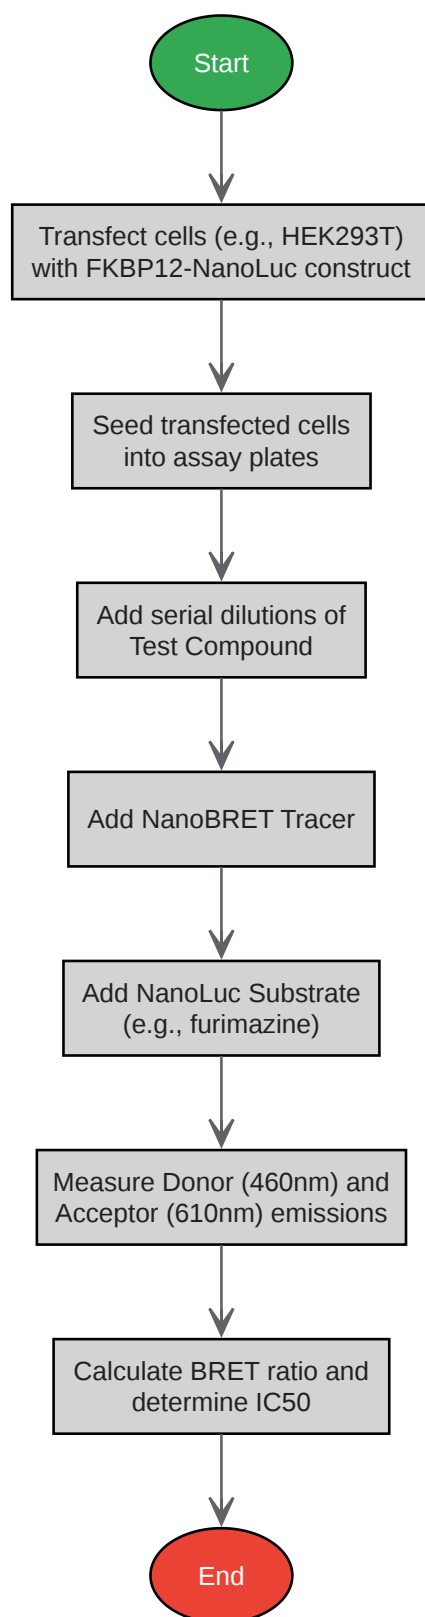 Start
Transfect cells (e.g., HEK293T)
with FKBP12-NanoLuc construct
Seed transfected cells
into assay plates
Add serial dilutions of
Test Compound
Add NanoBRET Tracer
Add NanoLuc Substrate
(e.g., furimazine)
Measure Donor (460nm) and
Acceptor (610nm) emissions
Calculate BRET ratio and
determine IC50
End